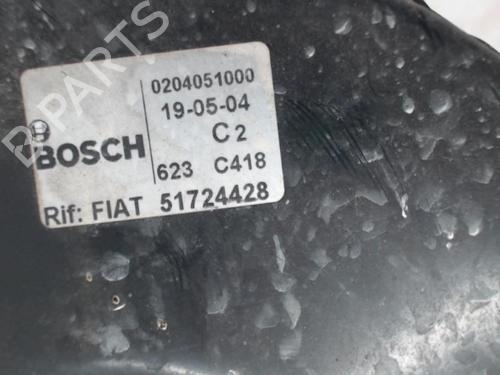 B-PARTS
0204051000
19-05-04
BOSCH
C2
623 C418
Rif: FIAT 51724428